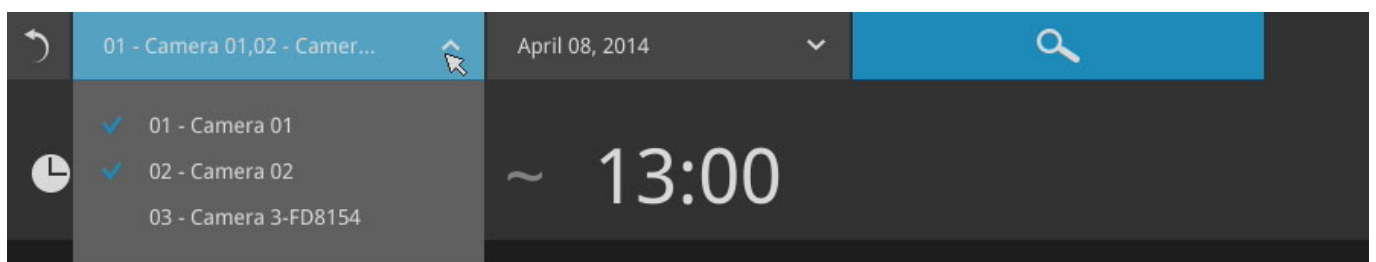 01 - Camera 01,02 - Camer...
April 08, 2014
01 - Camera 01
02 - Camera 02
03 - Camera 3-FD8154
~ 13:00